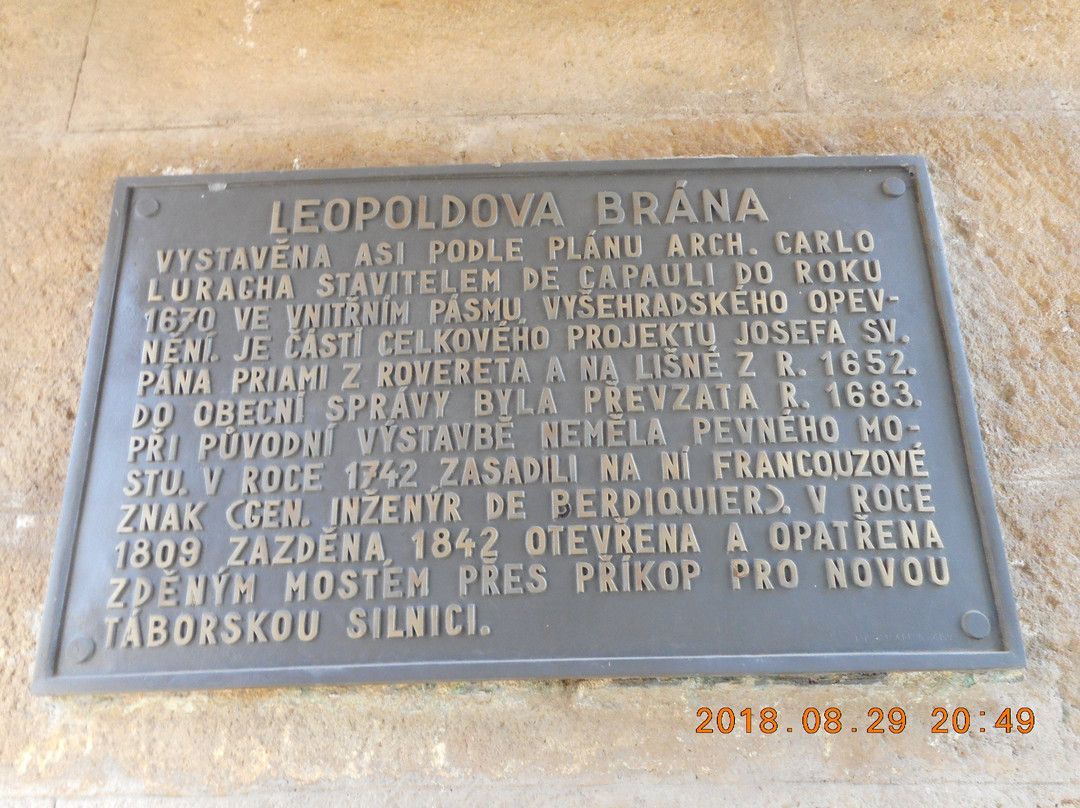 LEOPOLDOVA BRÁNA
VYSTAVĚNA ASI PODLE PLÁNU ARCH. CARLO
LURAGHA STAVITELEM DE CAPAULI DO ROKU
1670 VE VNITŘNÍM PÁSMU VYŠEHRADSKÉHO OPEV-
NĚNÍ. JE ČÁSTÍ CELKOVÉHO PROJEKTU JOSEFA SV.
PÁNA PRIAMI Z ROVERETA A NA LIŠNÉ Z R. 1652.
DO OBECNÍ SPRÁVY BYLA PŘEVZATA R. 1683.
PŘI PŮVODNÍ VÝSTAVBĚ NEMĚLA PEVNÉHO MO-
STU. V ROCE 1742 ZASADILI NA NÍ FRANCOUZOVÉ
ZNAK (GEN. INŽENÝR DE BERDIQUIER). V ROCE
1809 ZAZDĚNA, 1842 OTEVŘENA A OPATŘENA
ZDĚNÝM MOSTÉM PŘES PŘÍKOP PRO NOVOU
TÁBORSKOU SILNICI.
2018.08.29 20:49